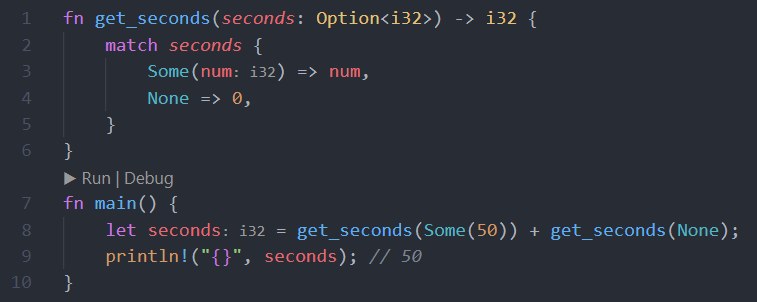 1 fn get_seconds(seconds: Option<i32>) -> i32 {
2 match seconds {
3 Some(num: i32) => num,
4 None => 0,
5 }
6 }
▶ Run | Debug
7 fn main() {
8 let seconds: i32 = get_seconds(Some(50)) + get_seconds(None);
9 println!("{}", seconds); // 50
10 }